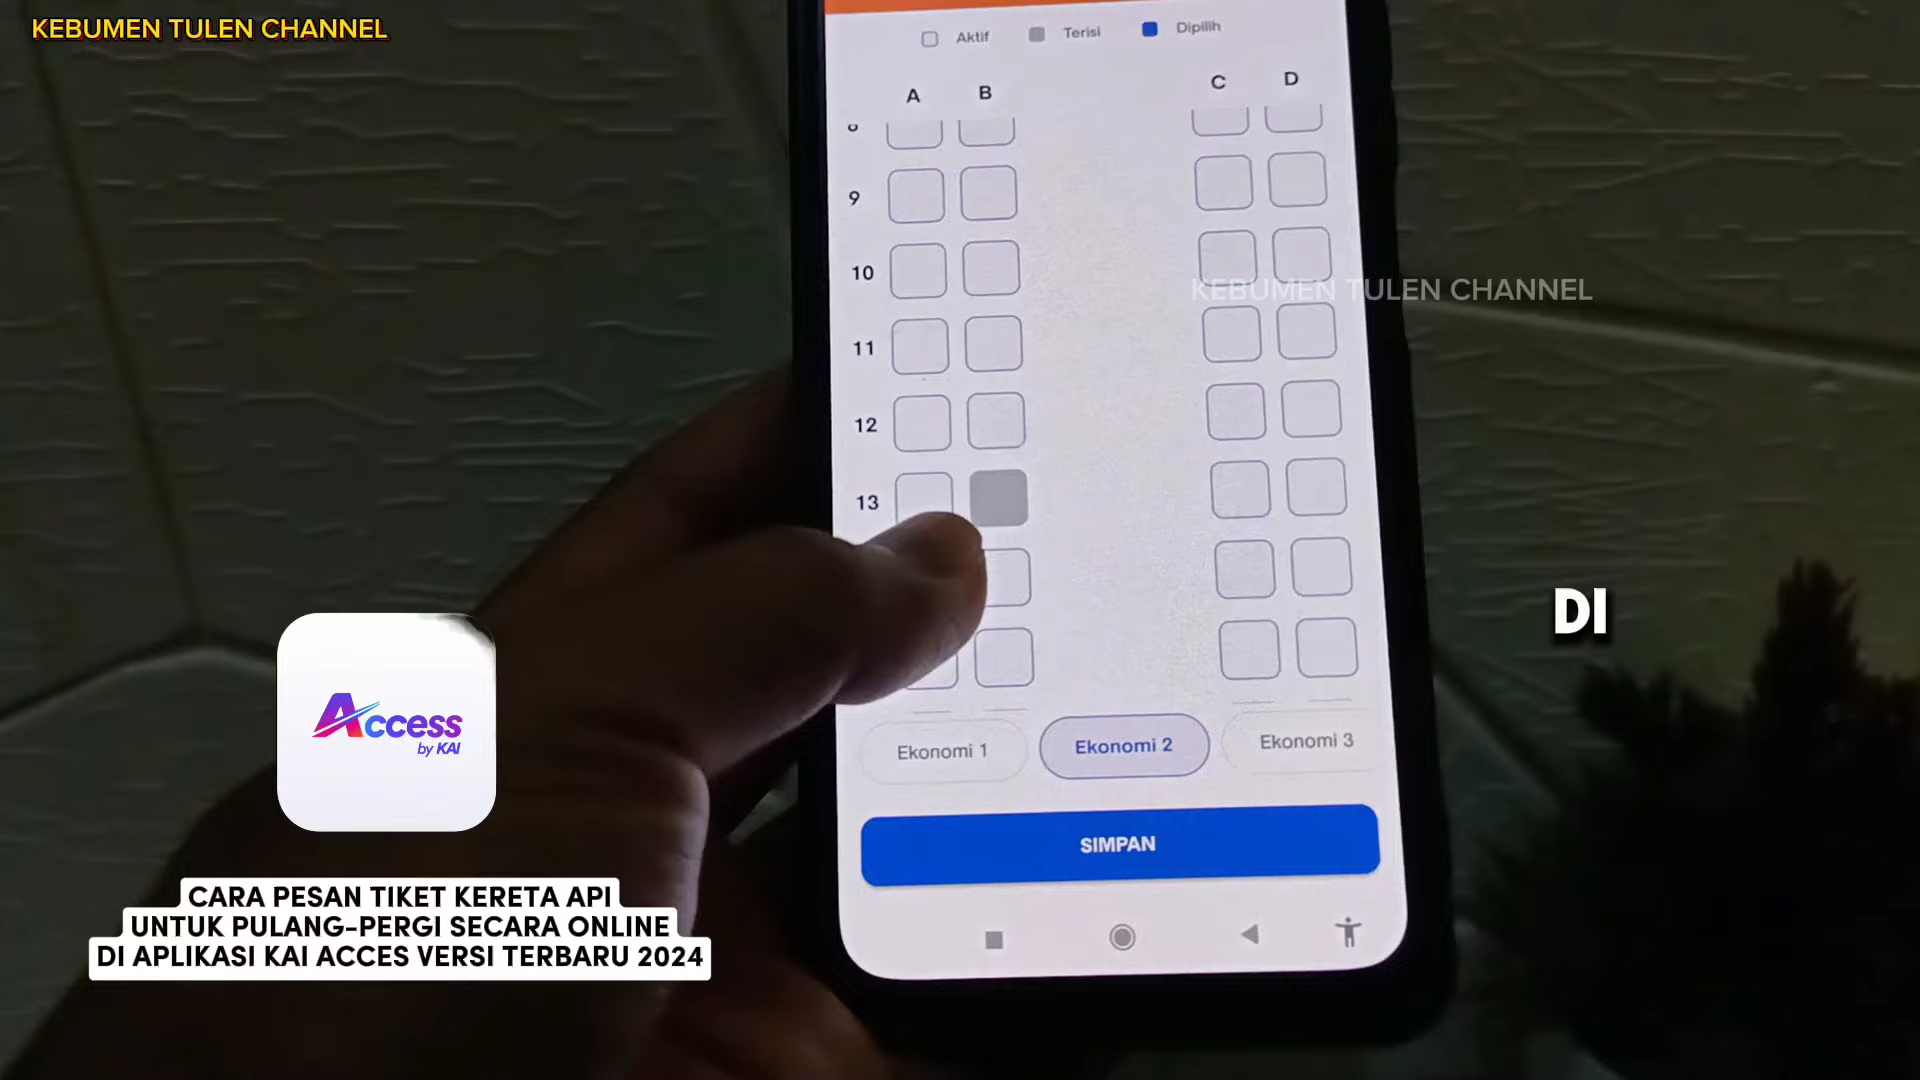 KEBUMEN TULEN CHANNEL
Aktif Terisi Dipilih
A B C D
9
10
KEBUMEN TULEN CHANNEL
11
12
13
DI
Ekonomi 1 Ekonomi 2 Ekonomi 3
Access
by KAI
SIMPAN
CARA PESAN TIKET KERETA API
UNTUK PULANG-PERGI SECARA ONLINE
DI APLIKASI KAI ACCES VERSI TERBARU 2024